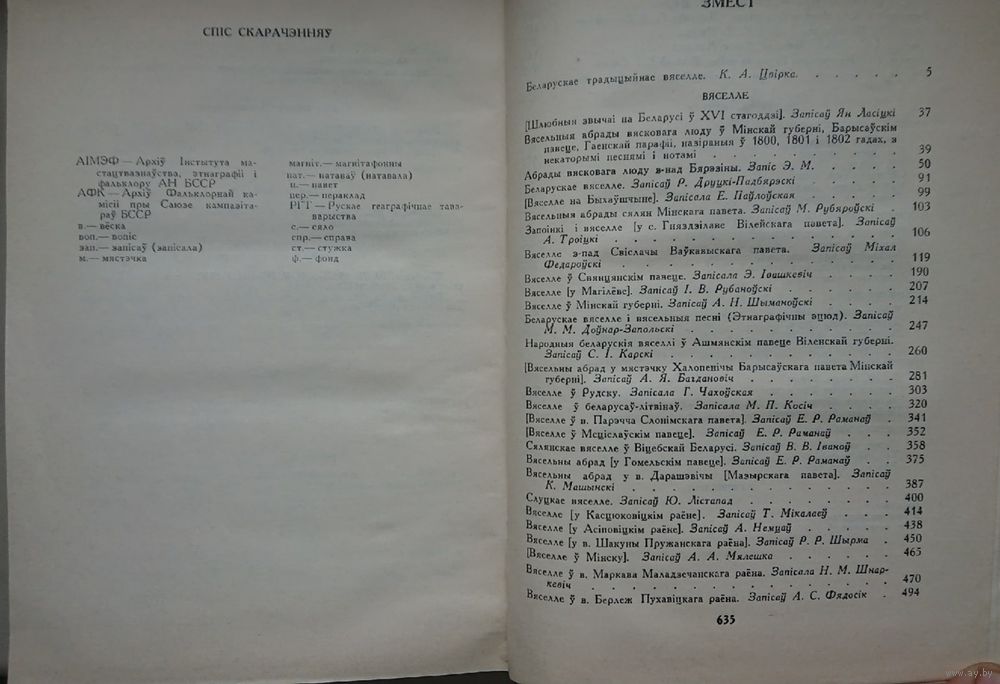 СПІС СКАРАЧЭННЯУ
АІМЭФ — Архіў Інстытута ма-
стацтвазнаўства, этнаграфіі і
фальклору АН БССР
АФК — Архіў Фальклорнай ка-
місіі пры Саюзе кампазіта-
раў БССР
в.— вёска
воп.— вопіс
зап.— запісаў (запісала)
м.— мястэчка
магніт.— магнітафонны
нат.— натаваў (натавала)
п.— павет
пер.— пераклад
РГТ — Рускае геаграфічнае тава-
варыства
с.— сяло
спр.— справа
ст.— стужка
ф.— фонд
ЗМЕСТ
Беларускае традыцыйнае вяселле. К. А. Цвірка. . . . . . 5
ВЯСЕЛЛЕ
[Шлюбныя звычаі на Беларусі ў XVI стагоддзі]. Запісаў Ян Ласіцкі 37
Вясельныя абрады вясковага люду ў Мінскай губерні, Барысаўскім
павеце, Гаенскай парафіі, назіраныя ў 1800, 1801 і 1802 гадах, з
некаторымі песнямі і нотамі . . . . . . . . . 39
Абрады вясковага люду з-над Бярэзіны. Запіс Э. М. . . . . 50
Беларускае вяселле. Запісаў Р. Друцкі-Падбярэскі . . . . 91
[Вяселле на Быхаўшчыне]. Запісала Е. Паўлоўская . . . . 99
Вясельныя абрады сялян Мінскага павета. Запісаў М. Рубяроўскі . 103
Запоіны і вяселле [у с. Гняздзілаве Вілейскага павета]. Запісаў
А. Троіцкі . . . . . . . . . . . 106
Вяселле з-пад Свіслачы Ваўкавыскага павета. Запісаў Міхал
Федароўскі . . . . . . . . . . . 119
Вяселле ў Свянцянскім павеце. Запісала Э. Івашкевіч . . . . 190
Вяселле [у Магілёве]. Запісаў І. В. Рубаноўскі . . . . . 207
Вяселле ў Мінскай губерні. Запісаў А. Н. Шыманоўскі . . . . 214
Беларускае вяселле і вясельныя песні (Этнаграфічны эцюд). Запісаў
М. М. Доўнар-Запольскі . . . . . . . . . 247
Народныя беларускія вяселлі ў Ашмянскім павеце Віленскай губерні.
Запісаў С. І. Карскі . . . . . . . . . . 260
[Вясельны абрад у мястэчку Халопенічы Барысаўскага павета Мінскай
губерні]. Запісаў А. Я. Багдановіч . . . . . . . 281
Вяселле ў Рудску. Запісала Г. Чахоўская . . . . . . 303
Вяселле ў беларусаў-літвінаў. Запісала М. П. Косіч . . . . 320
[Вяселле ў в. Парэчча Слонімскага павета]. Запісаў Е. Р. Раманаў . 341
[Вяселле ў Мсціслаўскім павеце]. Запісаў Е. Р. Раманаў . . . 352
Сялянскае вяселле ў Віцебскай Беларусі. Запісаў В. В. Іванаў . . 358
Вясельны абрад [у Гомельскім павеце]. Запісаў Е. Р. Раманаў . . 375
Вясельны абрад у в. Дарашэвічы [Мазырскага павета]. Запісаў
К. Машынскі . . . . . . . . . . . 387
Слуцкае вяселле. Запісаў Ю. Лістапад . . . . . . . 400
Вяселле [у Касцюковіцкім раёне]. Запісаў Т. Мікалаеў . . . 414
Вяселле [у Асіповіцкім раёне]. Запісаў А. Немцаў . . . . 438
Вяселле [у в. Шакуны Пружанскага раёна]. Запісаў Р. Р. Шырма . 450
[Вяселле ў Мінску]. Запісаў А. А. Мялешка . . . . . . 465
Вяселле ў в. Маркава Маладзечанскага раёна. Запісала Н. М. Шнар-
кевіч . . . . . . . . . . . . 470
Вяселле ў в. Берлеж Пухавіцкага раёна. Запісаў А. С. Фядосік . 494
635
www.ay.by